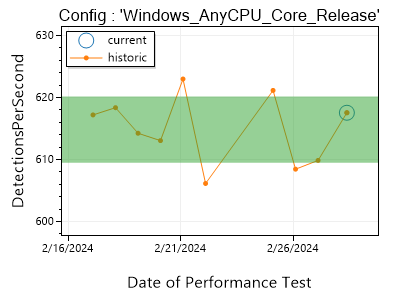 Config : 'Windows_AnyCPU_Core_Release'
current
historic
630
620
610
600
DetectionsPerSecond
2/16/2024 2/21/2024 2/26/2024
Date of Performance Test